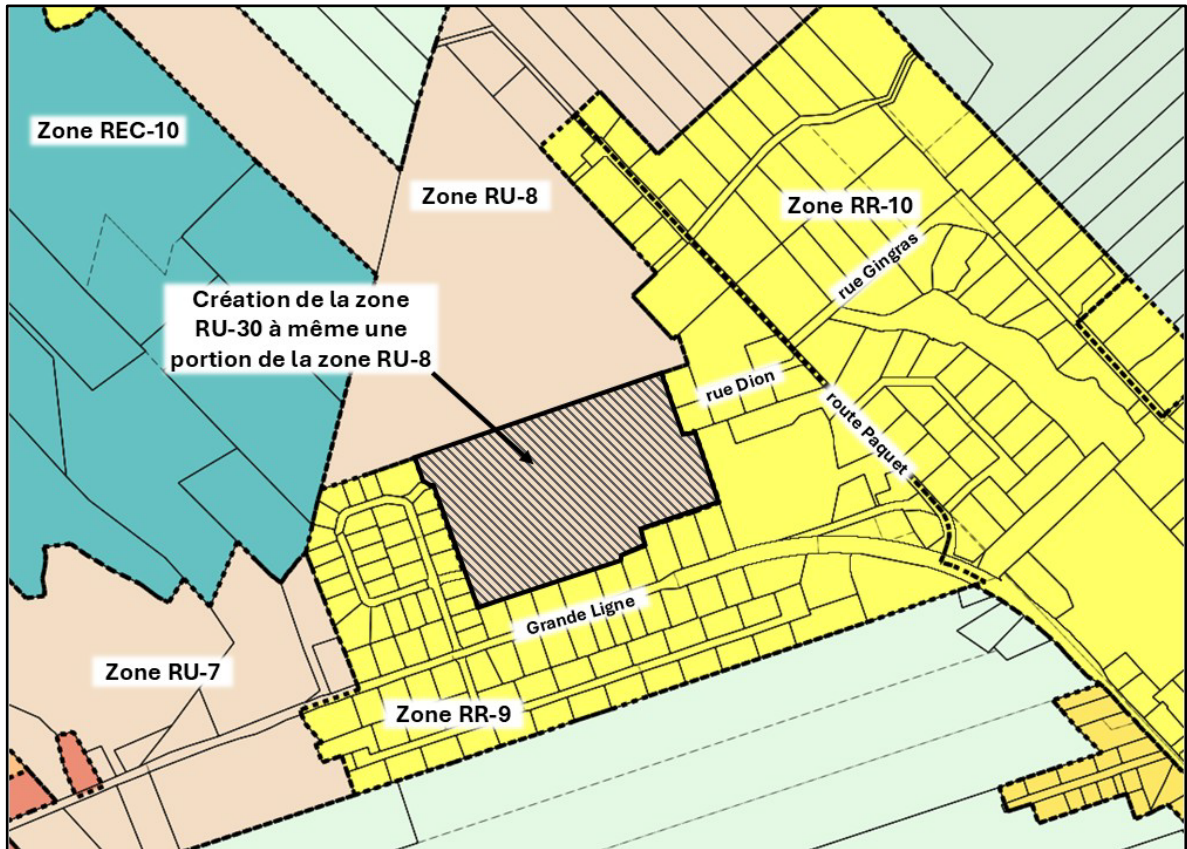 Zone REC-10
Zone RU-8
Zone RR-10
rue Gingras
Création de la zone
RU-30 à même une
portion de la zone RU-8
rue Dion
route Paquet
Grande Ligne
Zone RU-7
Zone RR-9